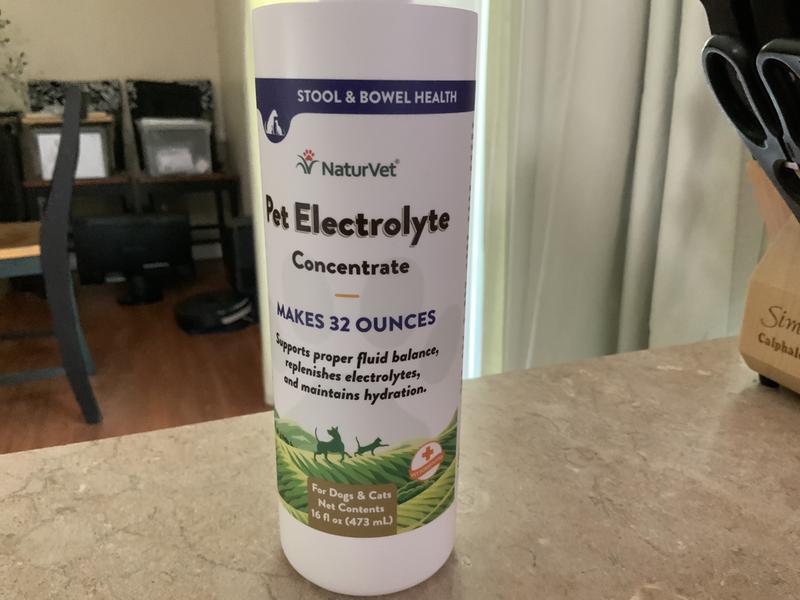 STOOL & BOWEL HEALTH
NaturVet®
Pet Electrolyte
Concentrate
MAKES 32 OUNCES
Supports proper fluid balance,
replenishes electrolytes,
and maintains hydration.
For Dogs & Cats
Net Contents
16 fl oz (473 mL)